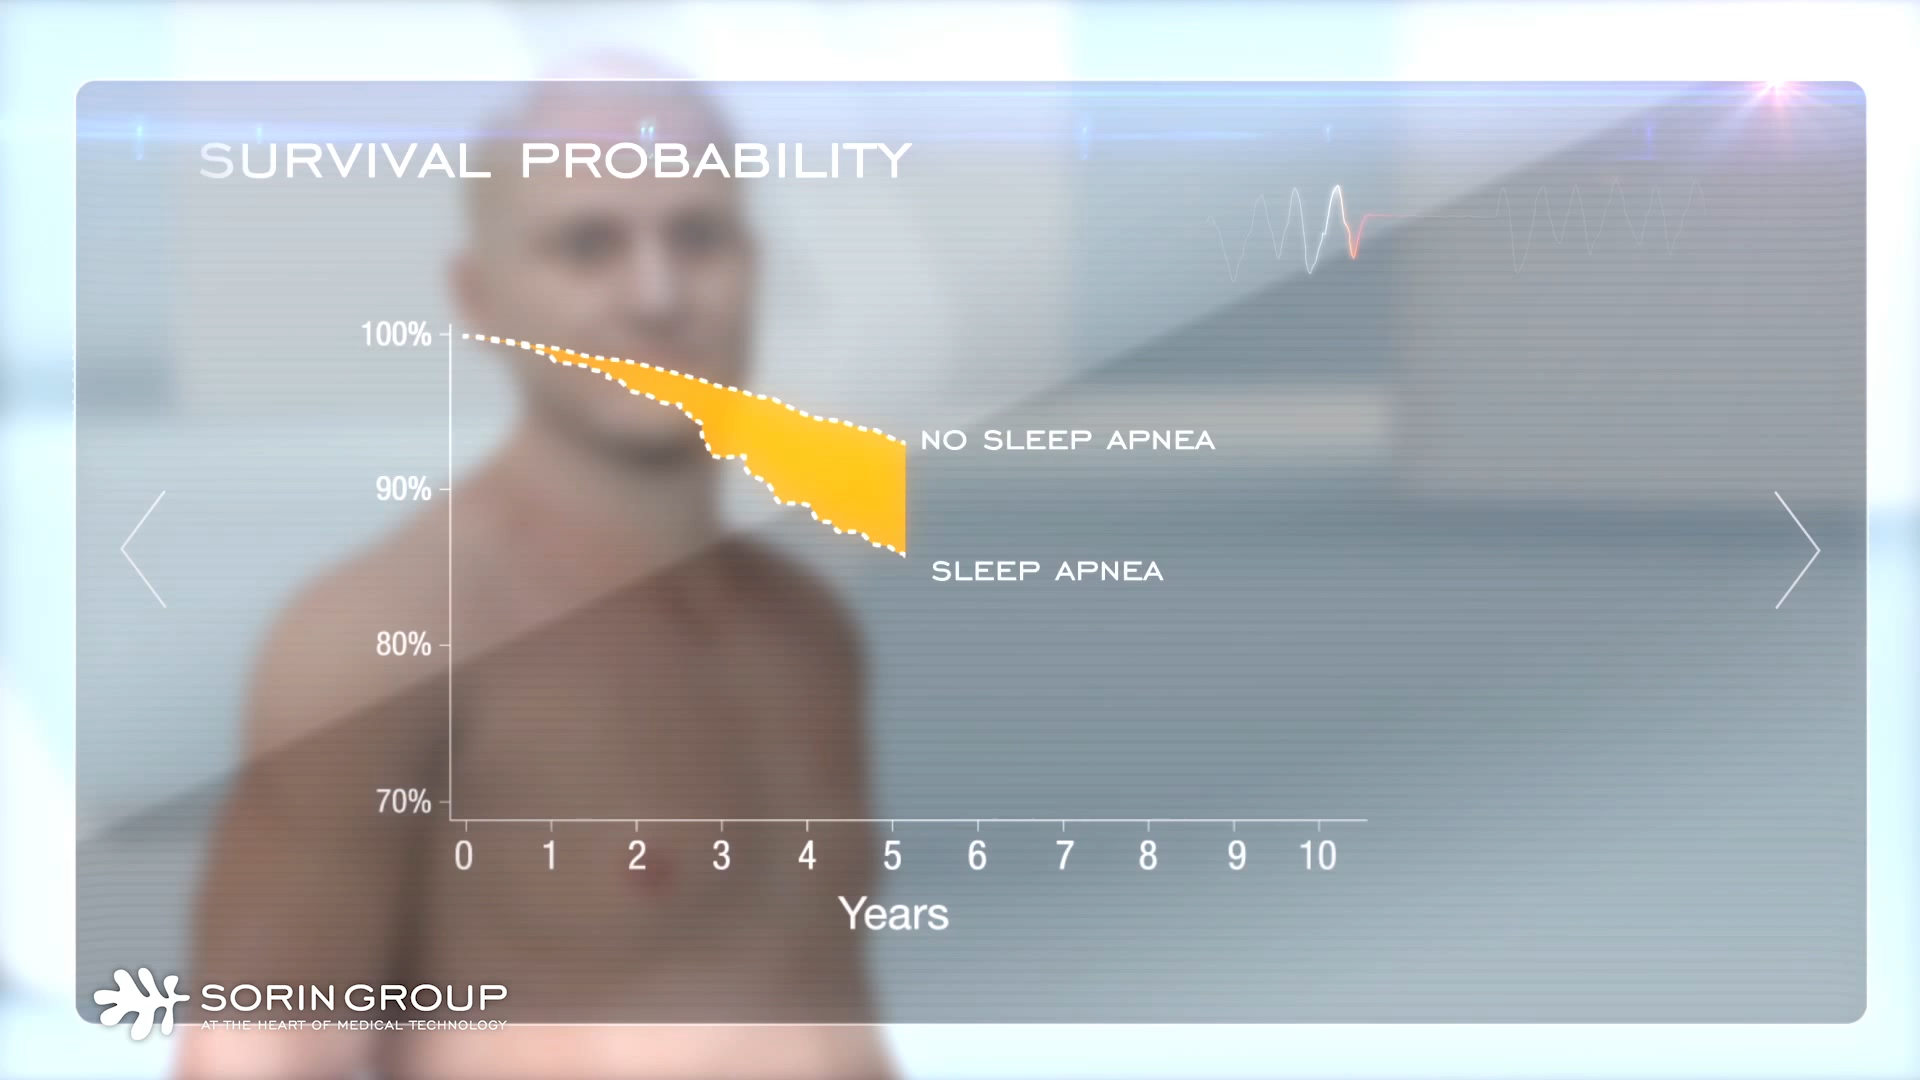 SURVIVAL PROBABILITY
100%
90%
80%
70%
NO SLEEP APNEA
SLEEP APNEA
0 1 2 3 4 5 6 7 8 9 10
Years
SORIN GROUP
AT THE HEART OF MEDICAL TECHNOLOGY